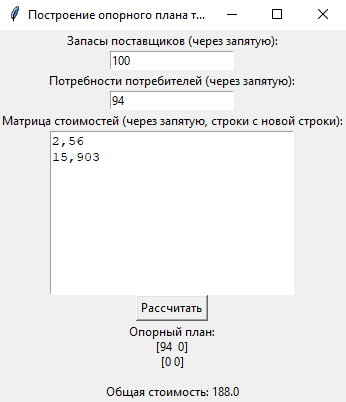 Построение опорного плана т...
Запасы поставщиков (через запятую):
100
Потребности потребителей (через запятую):
94
Матрица стоимостей (через запятую, строки с новой строки):
2,56
15,903
Рассчитать
Опорный план:
[94 0]
[0 0]
Общая стоимость: 188.0